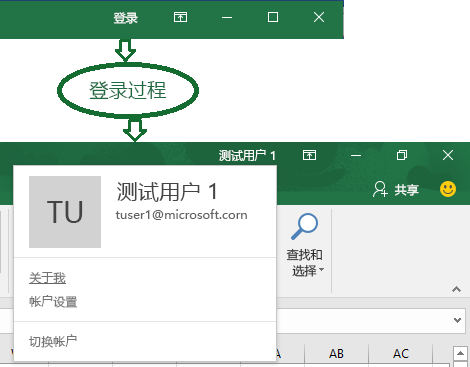 登录
登录过程
测试用户 1
共享
TU
测试用户 1
tuser1@microsoft.com
查找和
选择
关于我
帐户设置
切换帐户
AA
AB
AC